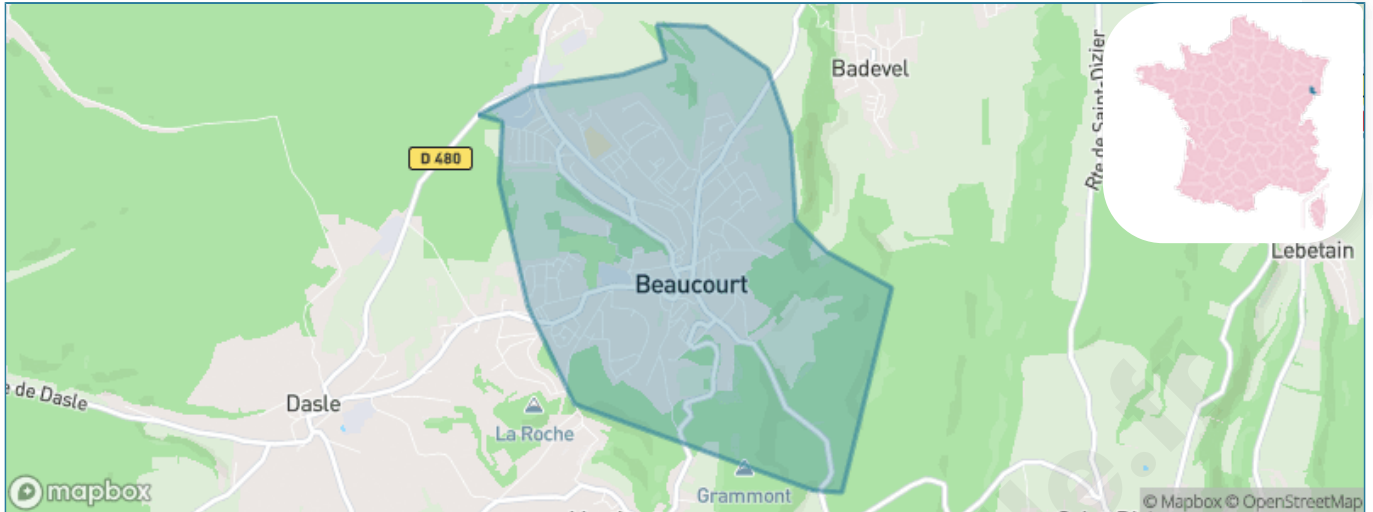 Badevel
D 480
Rte de Saint-Dizier
Lebetain
Beaucourt
e de Dasle
Dasle
La Roche
Grammont
mapbox
© Mapbox © OpenStreetMap